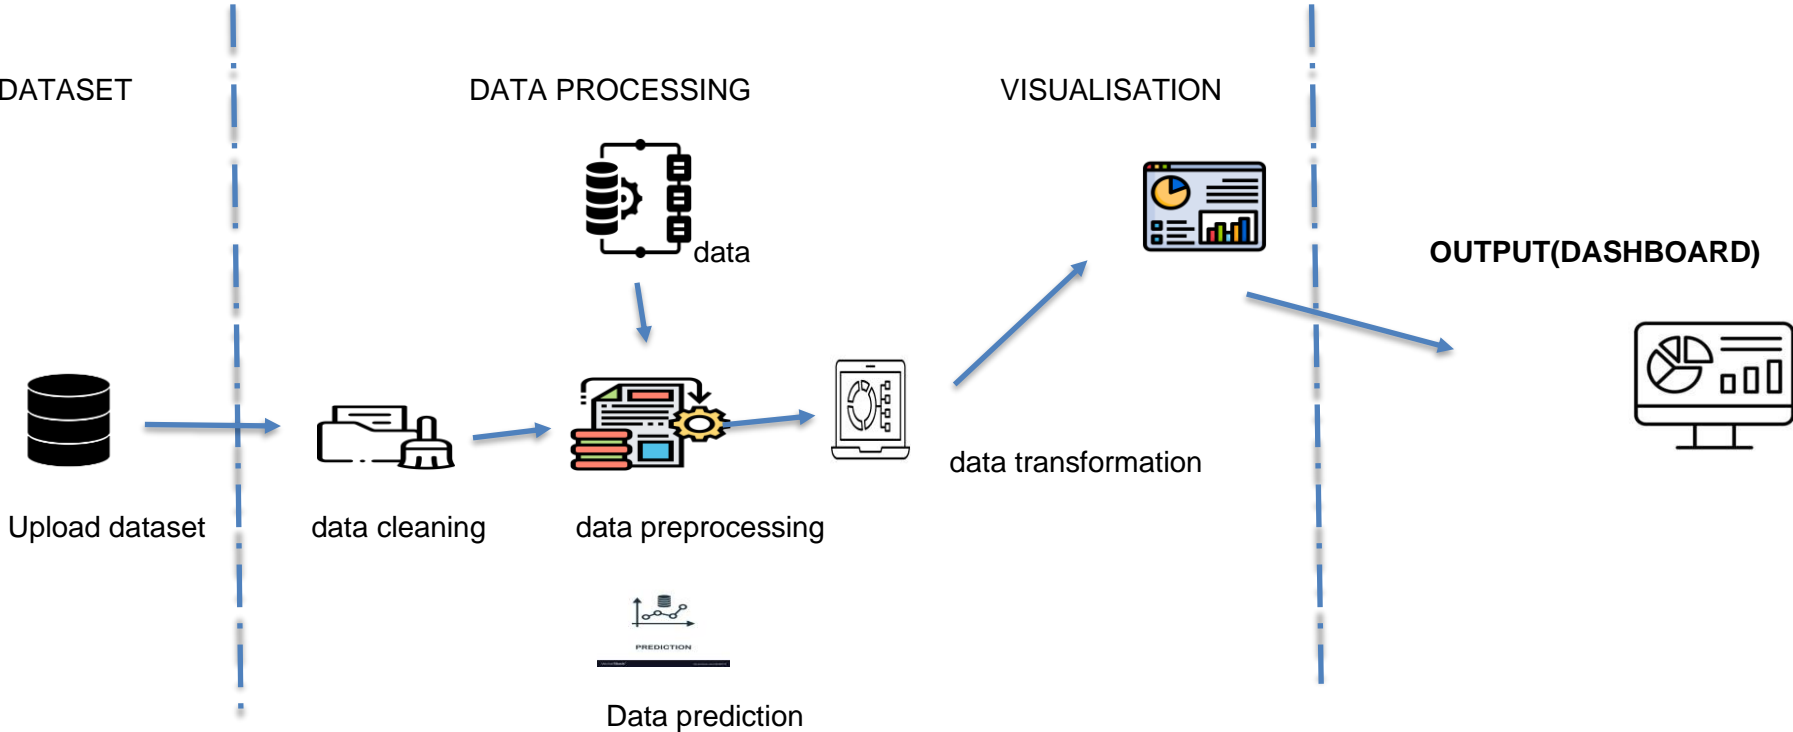 DATASET
DATA PROCESSING
VISUALISATION
data
OUTPUT(DASHBOARD)
data transformation
Upload dataset
data cleaning
data preprocessing
PREDICTION
Data prediction